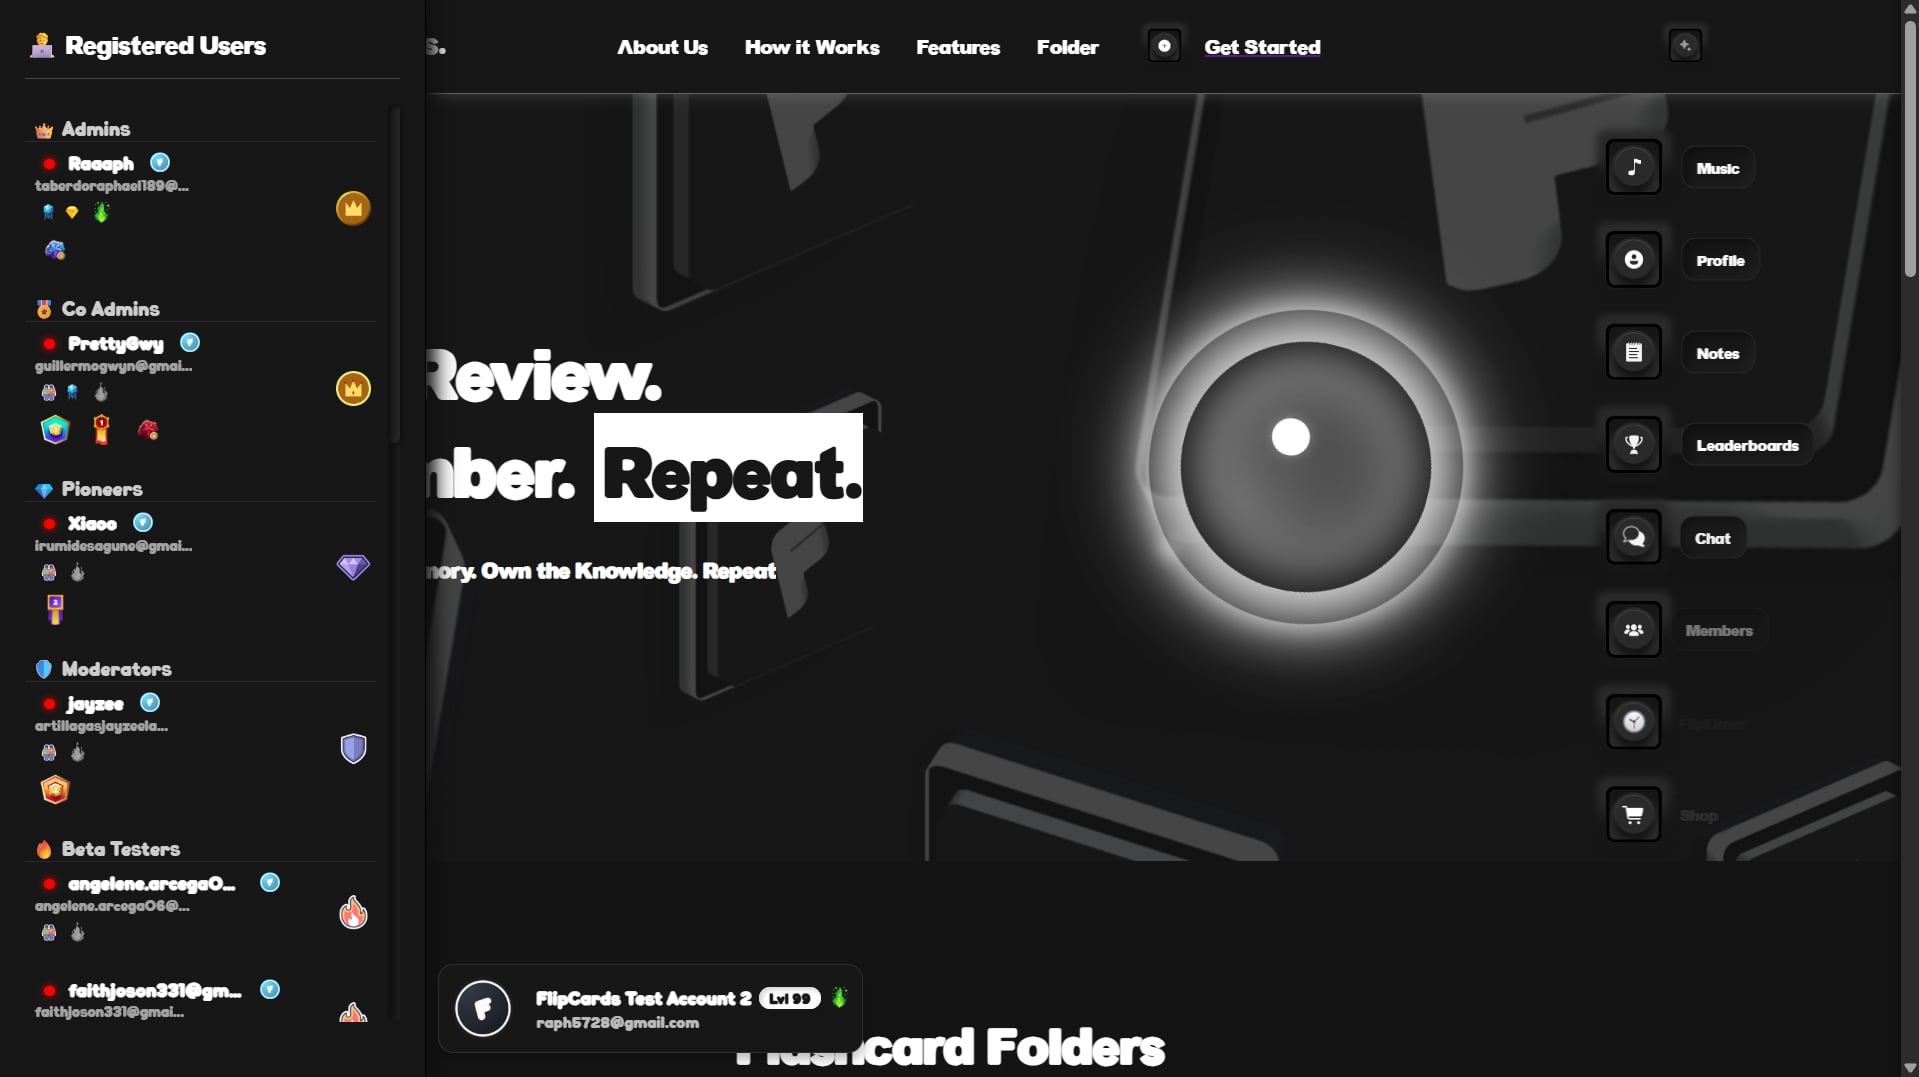 Registered Users
Admins
Raaaph
taberdoraphael189@...
Co Admins
PrettyGwy
guillermogwyn@gmai...
Pioneers
Xiaoo
irumidesagune@gmai...
Moderators
jayzee
artillagasjayzeela...
Beta Testers
angelene.arcega0...
angelene.arcega06@...
faithjoson331@gm...
faithjoson331@gmai...
s.
About Us
How it Works
Features
Folder
Get Started
Review.
nber. Repeat.
nory. Own the Knowledge. Repeat
Music
Profile
Notes
Leaderboards
Chat
Members
FlipTimer
Shop
FlipCards Test Account 2 Lvl 99
raph5728@gmail.com
Flashcard Folders